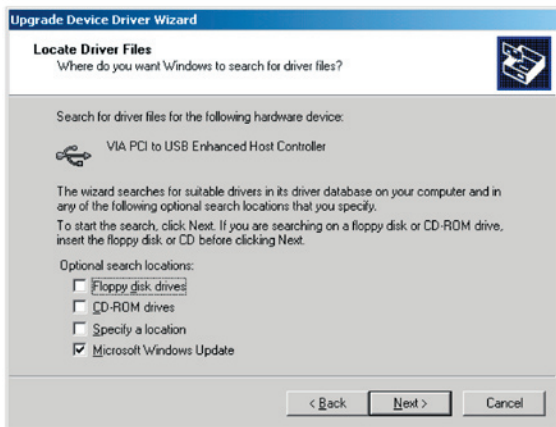 Upgrade Device Driver Wizard
Locate Driver Files
Where do you want Windows to search for driver files?
Search for driver files for the following hardware device:
VIA PCI to USB Enhanced Host Controller
The wizard searches for suitable drivers in its driver database on your computer and in
any of the following optional search locations that you specify.
To start the search, click Next. If you are searching on a floppy disk or CD-ROM drive,
insert the floppy disk or CD before clicking Next.
Optional search locations:
Floppy disk drives
CD-ROM drives
Specify a location
Microsoft Windows Update
< Back Next > Cancel